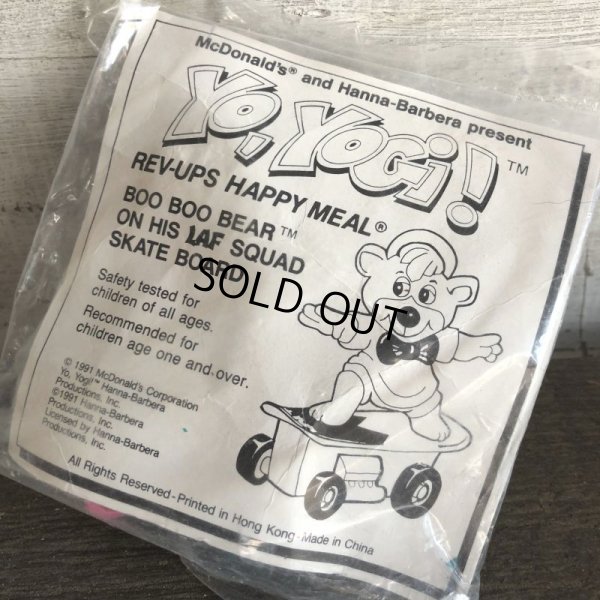 McDonald's® and Hanna-Barbera present
YO, YOGi!™
REV-UPS HAPPY MEAL®
BOO BOO BEAR™
ON HIS LAF SQUAD
SKATE BOARD
Safety tested for
children of all ages.
Recommended for
children age one and over.
© 1991 McDonald's Corporation
Yo, Yogi!™ Hanna-Barbera
Productions, Inc.
©1991 Hanna-Barbera
Productions, Inc.
Licensed by Hanna-Barbera
Productions, Inc.
All Rights Reserved - Printed in Hong Kong - Made in China
SOLD OUT